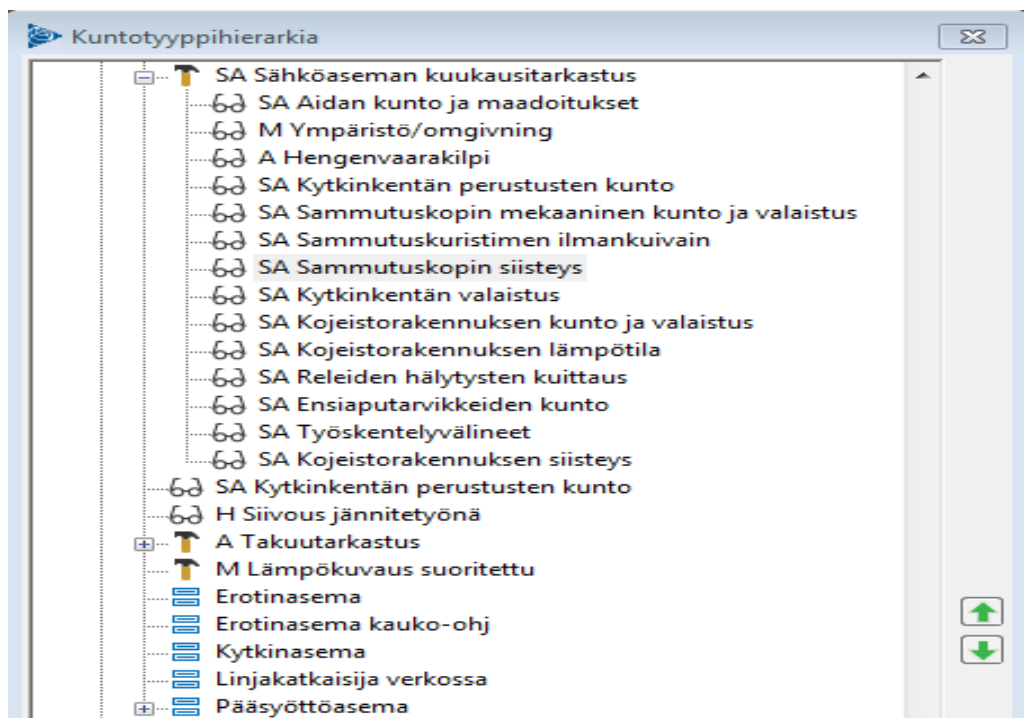 Kuntotyyppihierarkia
SA Sähköaseman kuukausitarkastus
SA Aidan kunto ja maadoitukset
M Ympäristö/omgivning
A Hengenvaarakilpi
SA Kytkinkentän perustusten kunto
SA Sammutuskopin mekaaninen kunto ja valaistus
SA Sammutuskuristimen ilmankuivain
SA Sammutuskopin siisteys
SA Kytkinkentän valaistus
SA Kojeistorakennuksen kunto ja valaistus
SA Kojeistorakennuksen lämpötila
SA Releiden hälytysten kuittaus
SA Ensiaputarvikkeiden kunto
SA Työskentelyvälineet
SA Kojeistorakennuksen siisteys
SA Kytkinkentän perustusten kunto
H Siivous jännitetyönä
A Takuutarkastus
M Lämpökuvaus suoritettu
Erotinasema
Erotinasema kauko-ohj
Kytkinasema
Linjakatkaisija verkossa
Pääsyöttöasema